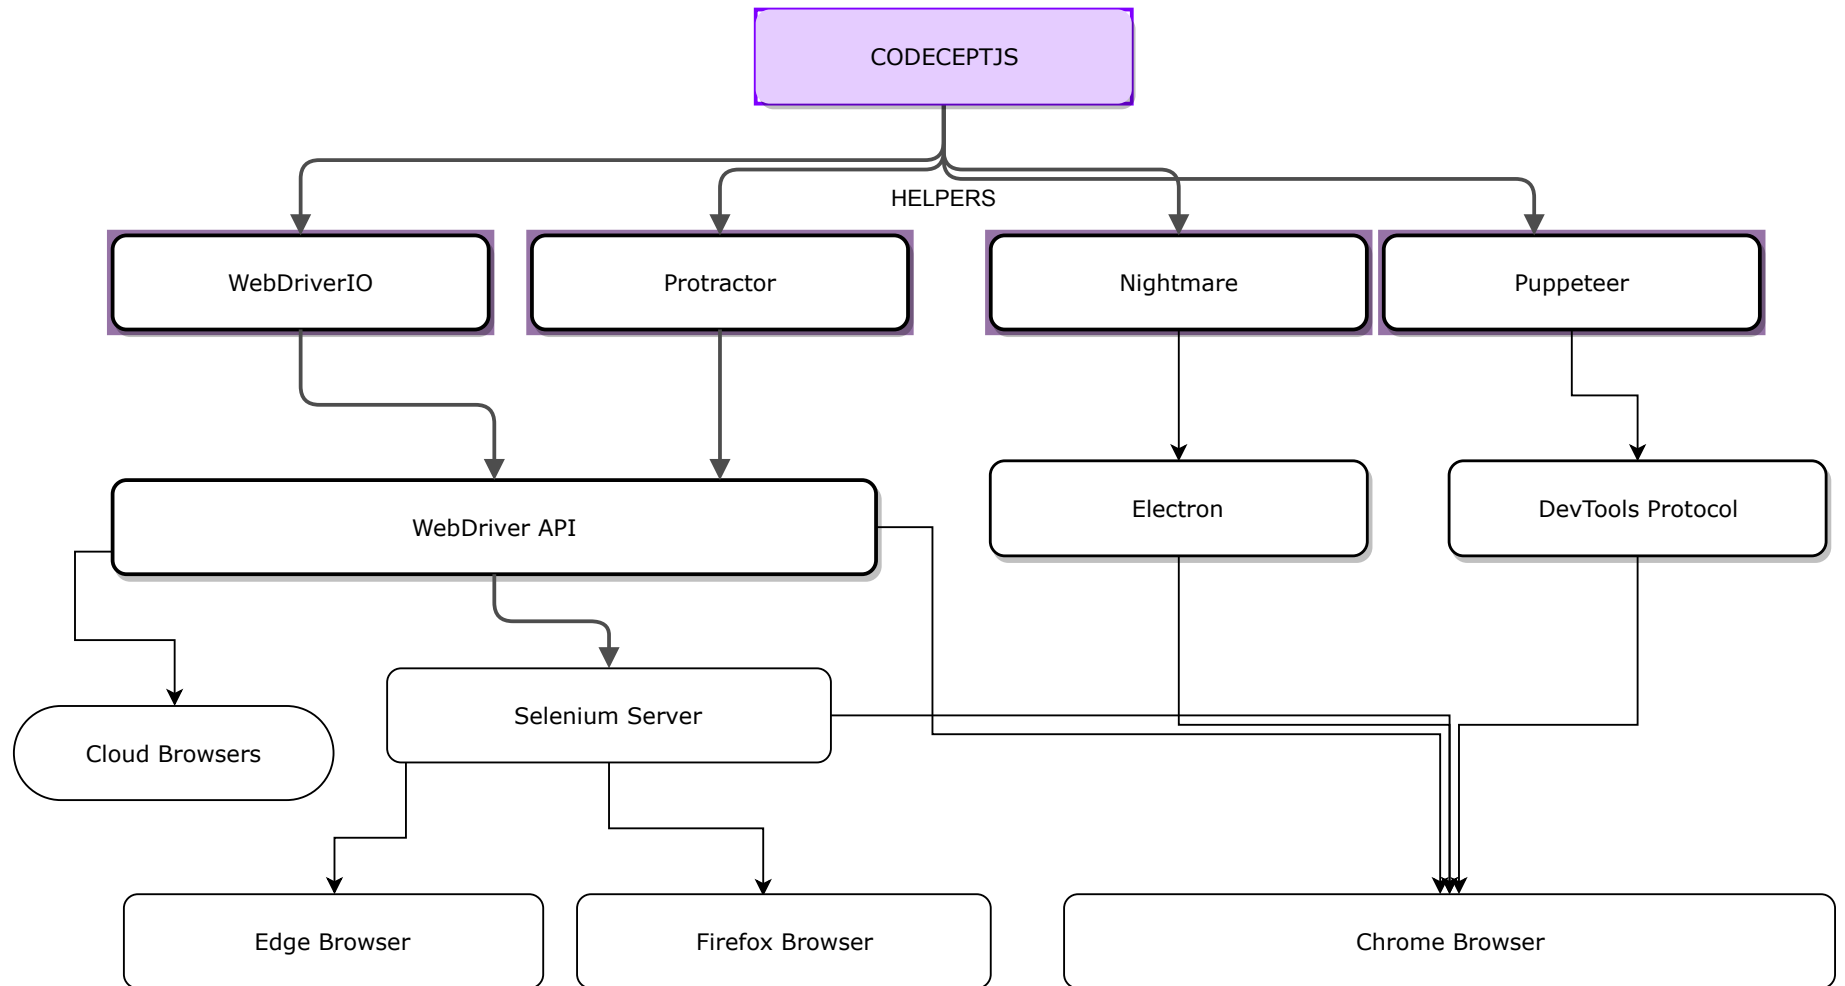 CODECEPTJS
HELPERS
WebDriverIO
Protractor
Nightmare
Puppeteer
WebDriver API
Electron
DevTools Protocol
Selenium Server
Cloud Browsers
Edge Browser
Firefox Browser
Chrome Browser